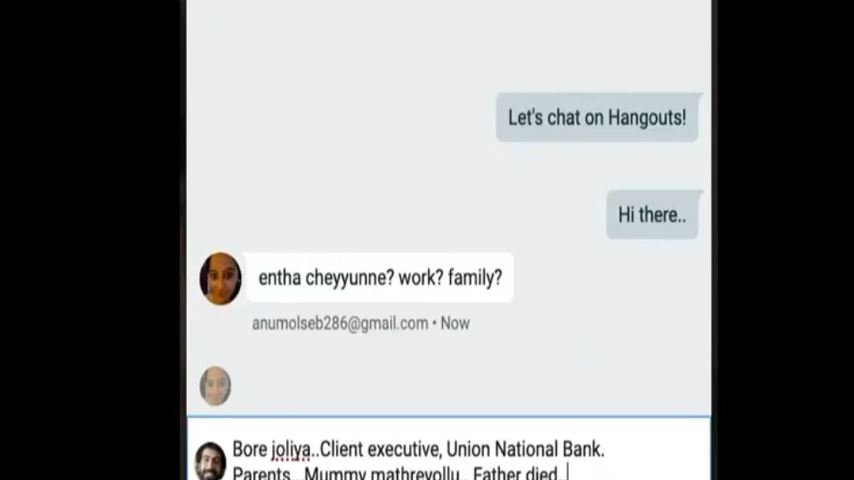 Let's chat on Hangouts!
Hi there..
entha cheyyunne? work? family?
anumolseb286@gmail.com • Now
Bore joliya..Client executive, Union National Bank.
Parents...Mummy mathreyollu.. Father died..